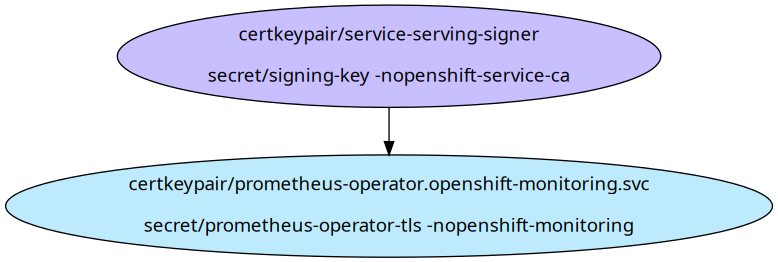 certkeypair/service-serving-signer
secret/signing-key -nopenshift-service-ca
certkeypair/prometheus-operator.openshift-monitoring.svc
secret/prometheus-operator-tls -nopenshift-monitoring